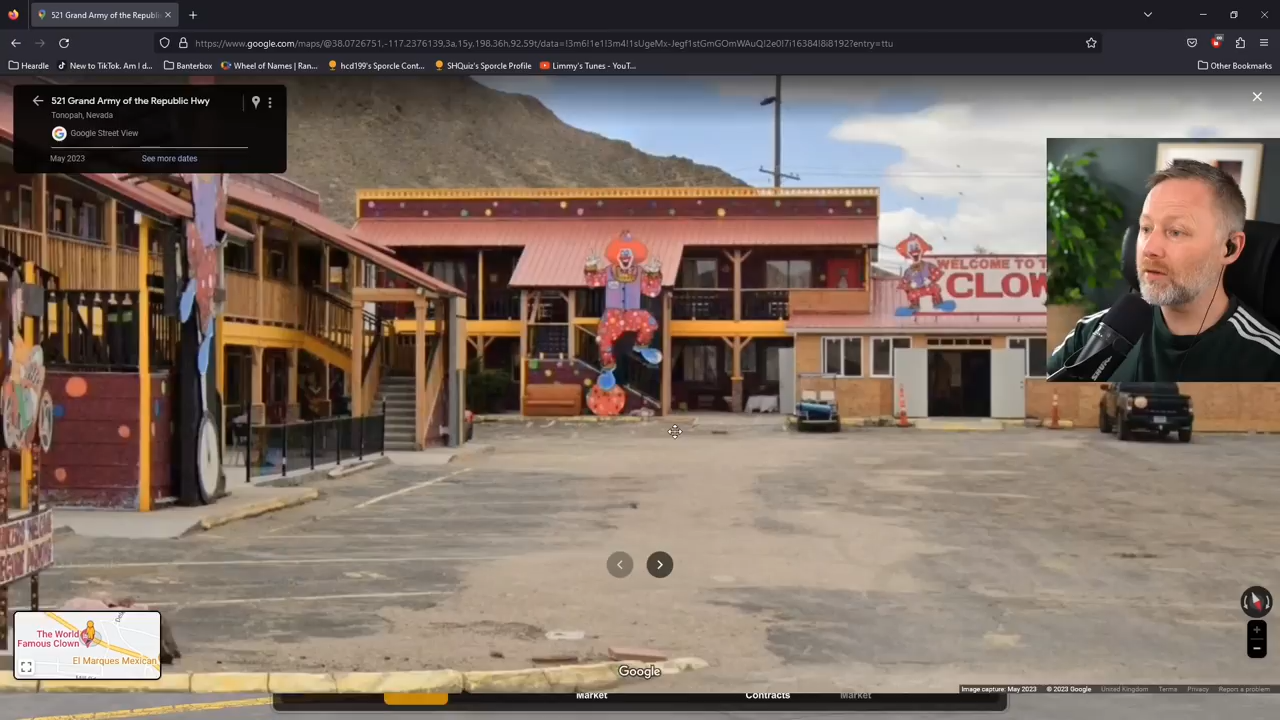 521 Grand Army of the Republi
https://www.google.com/maps/@38.0726751,-117.2376139,3a,15y,198.36h,92.59t/data=!3m6!1e1!3m4!1sUgeMx-Jegf1stGmGOmWAuQ!2e0!7i16384!8i8192?entry=ttu
Heardle
New to TikTok. Am I d...
Banterbox
Wheel of Names | Ran...
hcd199's Sporcle Cont...
SHQuiz's Sporcle Profile
Limmy's Tunes - YouT...
Other Bookmarks
521 Grand Army of the Republic Hwy
Tonopah, Nevada
Google Street View
May 2023
See more dates
WELCOME TO T
CLOW
The World
Famous Clown
El Marques Mexican
Google
Image capture: May 2023 © 2023 Google United Kingdom Terms Privacy Report a problem
Market Contracts Market